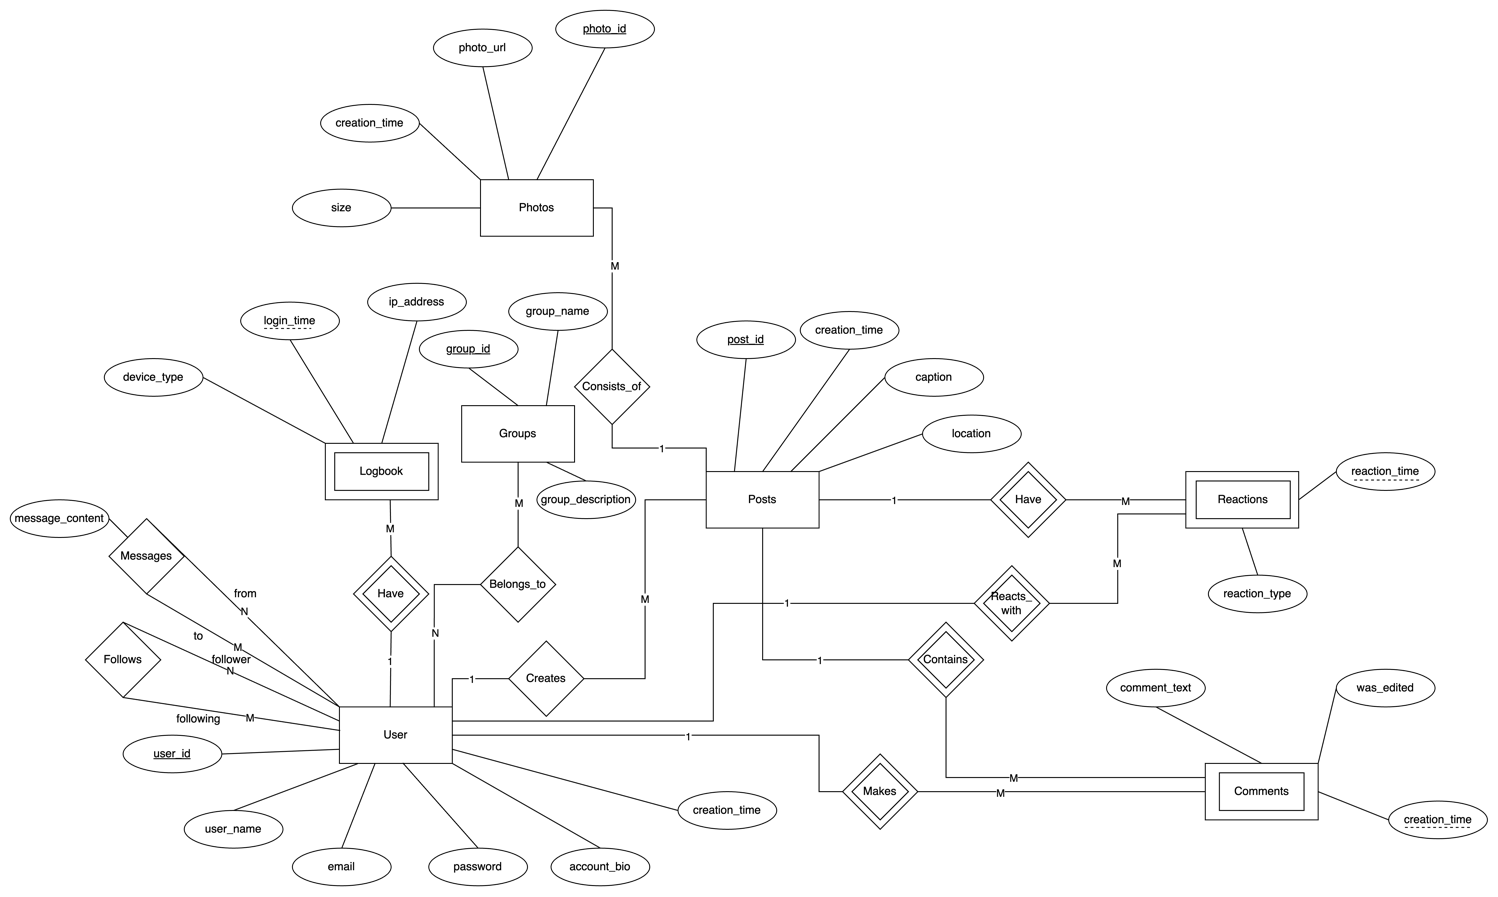 photo_id
photo_url
creation_time
size
Photos
M
ip_address
group_name
login_time
creation_time
post_id
group_id
device_type
caption
Consists_of
Groups
location
1
Logbook
reaction_time
Posts
1
Have
M
Reactions
group_description
M
message_content
M
Messages
M
from
Have
Belongs_to
reaction_type
M
Reacts_
with
1
N
to
N
M
follower
N
Follows
1
1
Contains
Creates
1
comment_text
was_edited
following
M
User
1
user_id
M
Makes
M
Comments
creation_time
creation_time
user_name
email
password
account_bio